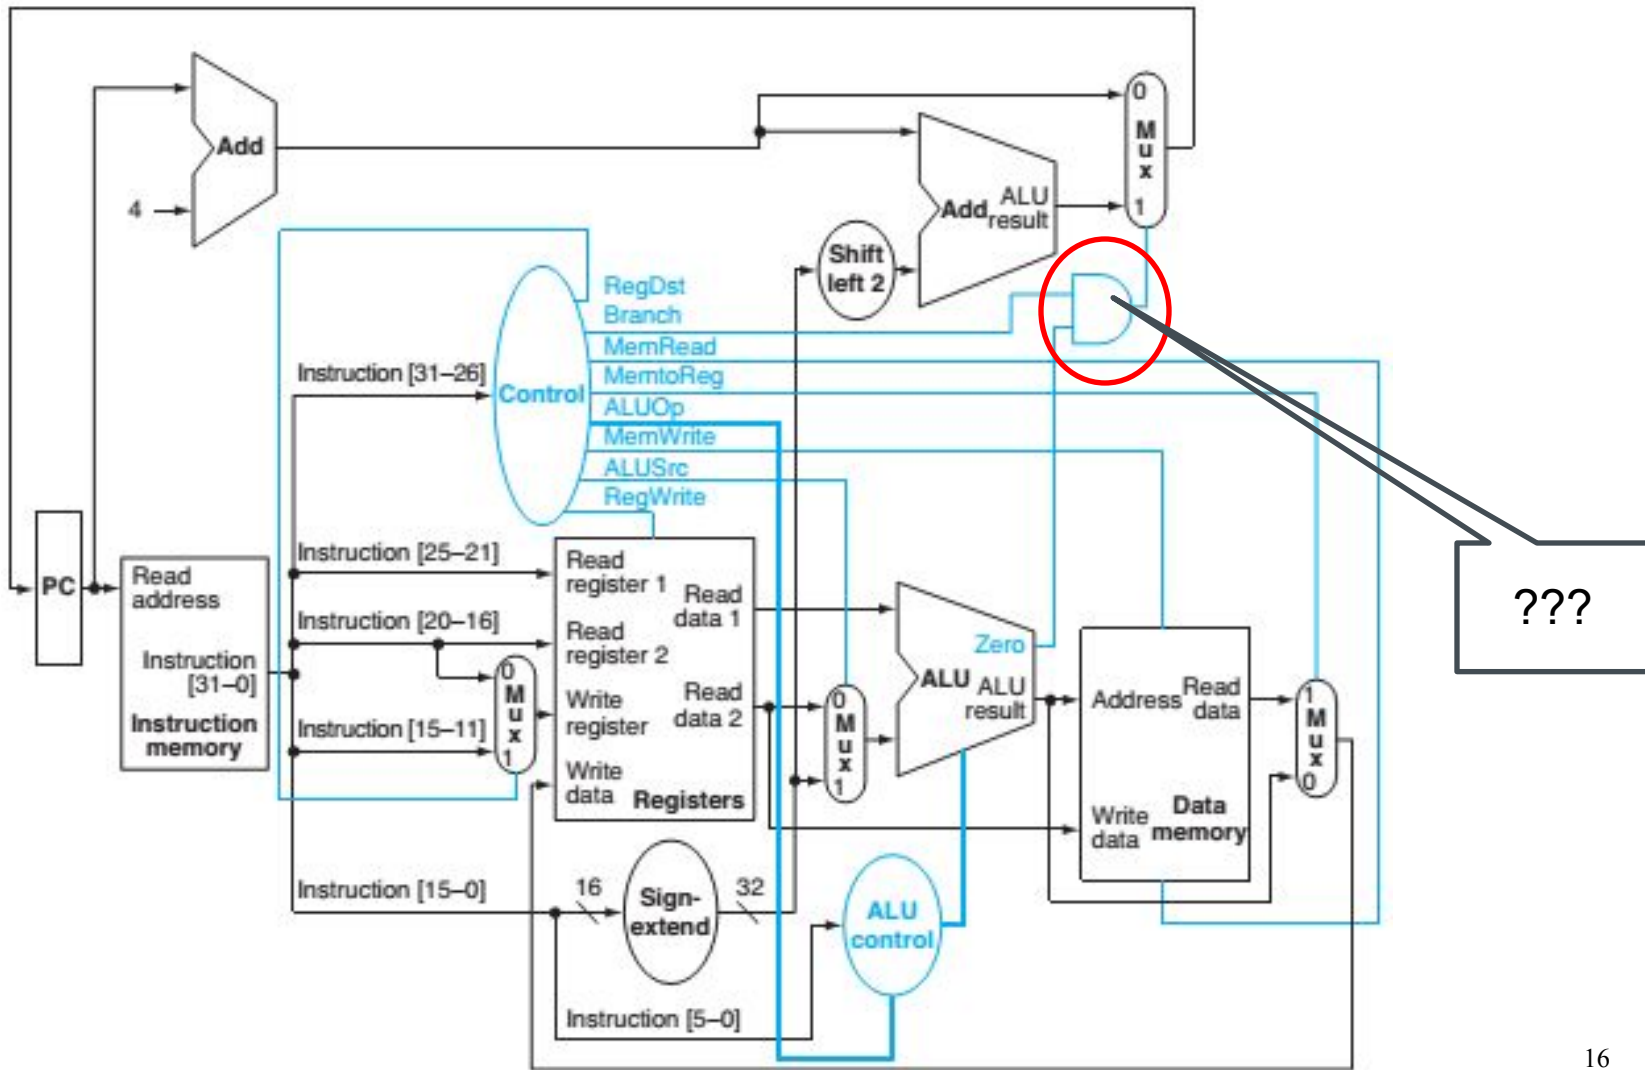 Add
4
0
M
u
x
1
Add
ALU
result
Shift
left 2
RegDst
Branch
MemRead
MemtoReg
ALUOp
MemWrite
ALUSrc
RegWrite
Control
Instruction [31–26]
Instruction [25–21]
Instruction [20–16]
Instruction [15–11]
Instruction [15–0]
Instruction [5–0]
PC
Read
address
Instruction
[31–0]
Instruction
memory
0
M
u
x
1
Read
register 1
Read
register 2
Write
register
Write
data
Read
data 1
Read
data 2
Registers
0
M
u
x
1
Zero
ALU
ALU
result
Address
Read
data
Write
data
Data
memory
1
M
u
x
0
16
Sign-
extend
32
ALU
control
???
16